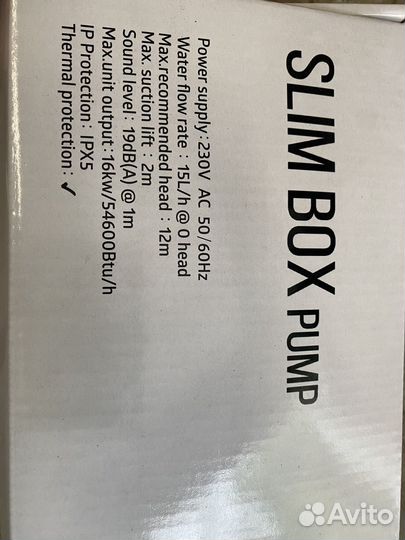 SLIM BOX PUMP
Power supply : 230V AC 50/60Hz
Water flow rate : 15L/h @ 0 head
Max.recommended head : 12m
Max. suction lift : 2m
Sound level : 19dB(A) @ 1m
Max.unit output : 16kw/54600Btu/h
IP Protection : IPX5
Thermal protection : ✓
Avito